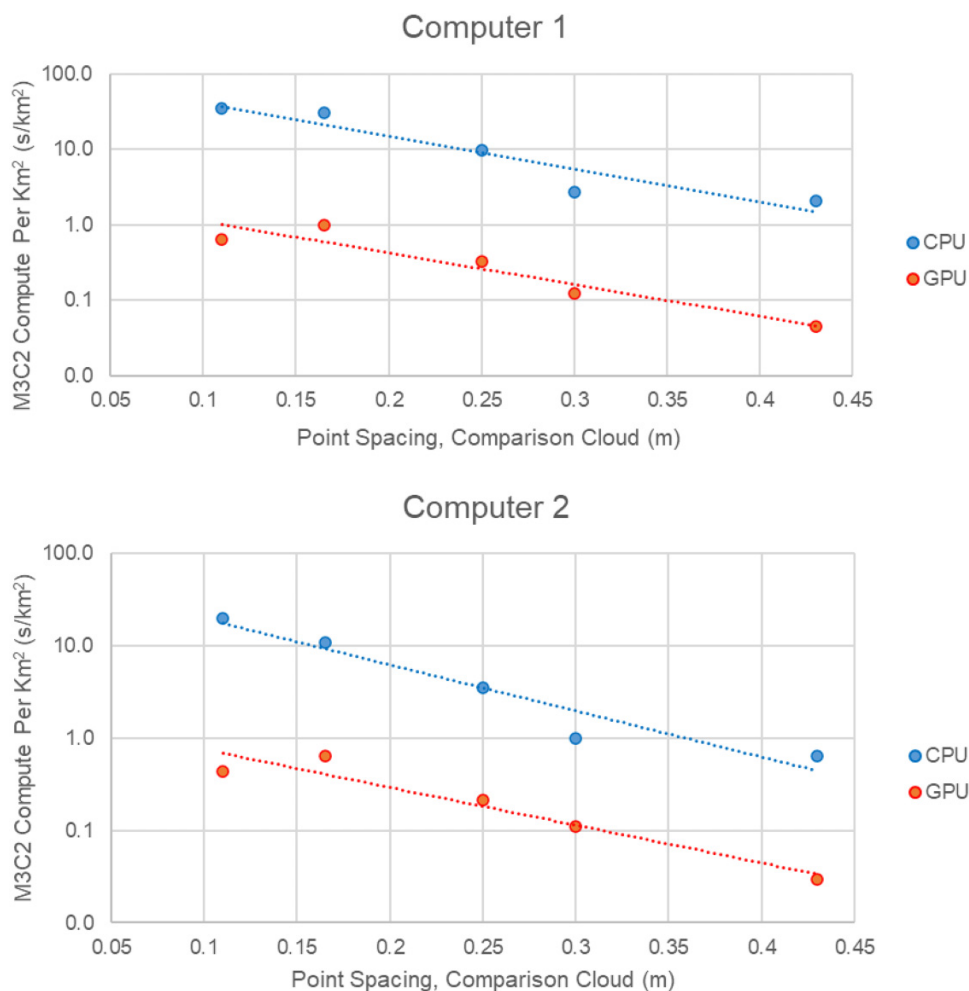 Computer 1
M3C2 Compute Per Km² (s/km²)
100.0
10.0
1.0
0.1
0.0
0.05 0.1 0.15 0.2 0.25 0.3 0.35 0.4 0.45
Point Spacing, Comparison Cloud (m)
CPU
GPU
Computer 2
M3C2 Compute Per Km² (s/km²)
100.0
10.0
1.0
0.1
0.0
0.05 0.1 0.15 0.2 0.25 0.3 0.35 0.4 0.45
Point Spacing, Comparison Cloud (m)
CPU
GPU